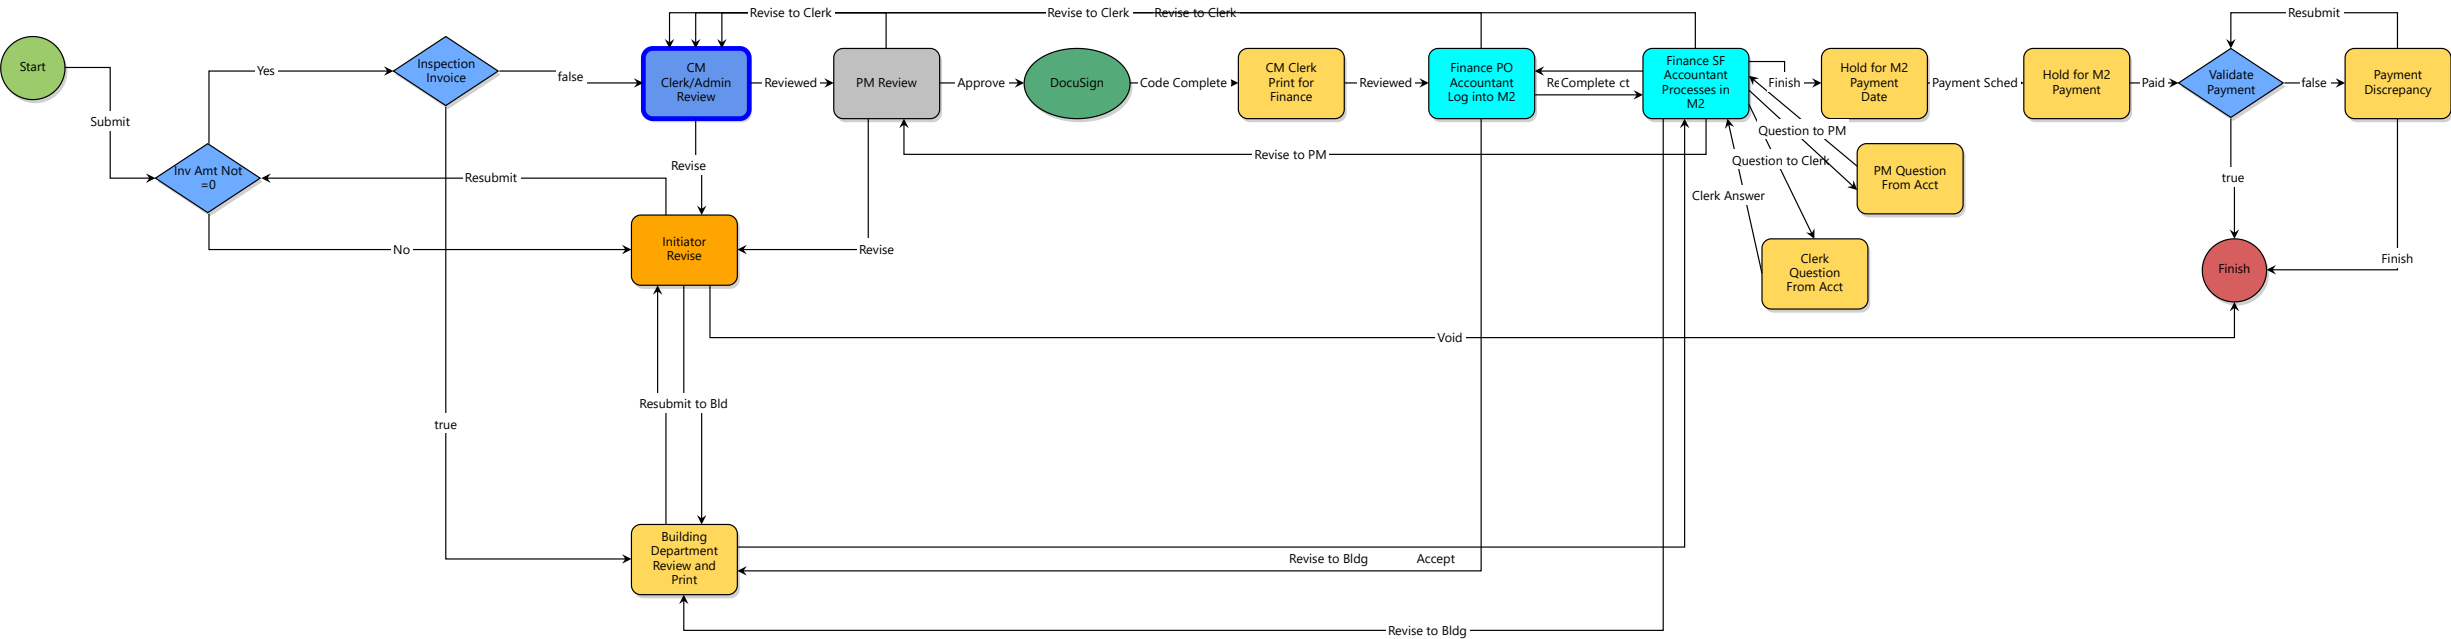 Revise to Clerk
Revise to Clerk
Revise to Clerk
Resubmit
Start
Submit
Inv Amt Not
=0
Yes
No
Inspection
Invoice
false
true
CM
Clerk/Admin
Review
Reviewed
Revise
PM Review
Approve
Revise
DocuSign
Code Complete
CM Clerk
Print for
Finance
Reviewed
Finance PO
Accountant
Log into M2
Complete
Finance SF
Accountant
Processes in
M2
Finish
Hold for M2
Payment
Date
Payment Sched
Hold for M2
Payment
Paid
Validate
Payment
false
true
Payment
Discrepancy
Finish
Finish
Revise to PM
Question to PM
Question to Clerk
Clerk Answer
PM Question
From Acct
Clerk
Question
From Acct
Resubmit
Initiator
Revise
Void
Resubmit to Bld
Building
Department
Review and
Print
Revise to Bldg
Accept
Revise to Bldg